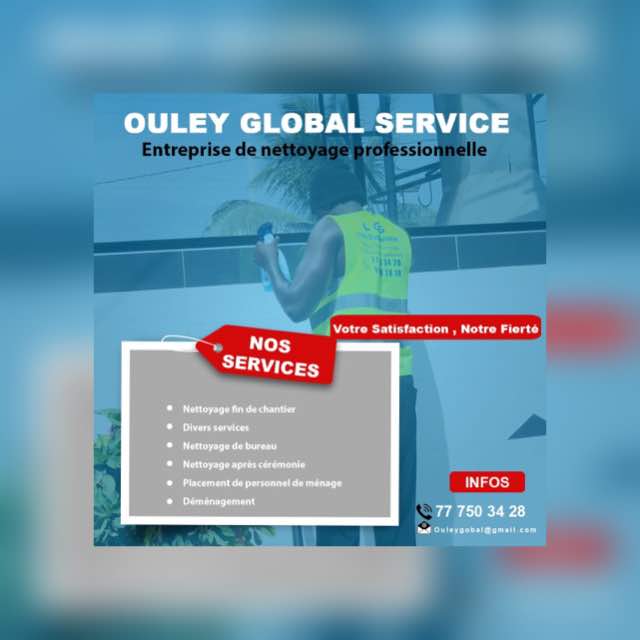 OULEY GLOBAL SERVICE
Entreprise de nettoyage professionnelle
Votre Satisfaction , Notre Fierté
NOS
SERVICES
Nettoyage fin de chantier
Divers services
Nettoyage de bureau
Nettoyage après cérémonie
Placement de personnel de ménage
Déménagement
INFOS
77 750 34 28
Ouleygobal@gmail.com